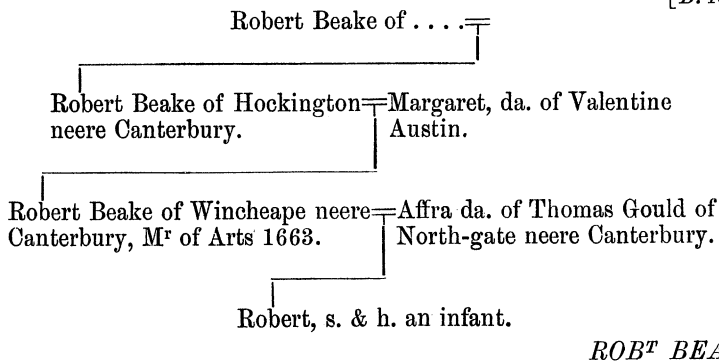 Robert Beake of . . . .
Robert Beake of Hockington
neere Canterbury.
Margaret, da. of Valentine
Austin.
Robert Beake of Wincheape neere
Canterbury, Mʳ of Arts 1663.
Affra da. of Thomas Gould of
North-gate neere Canterbury.
Robert, s. & h. an infant.
ROBᵀ BEA